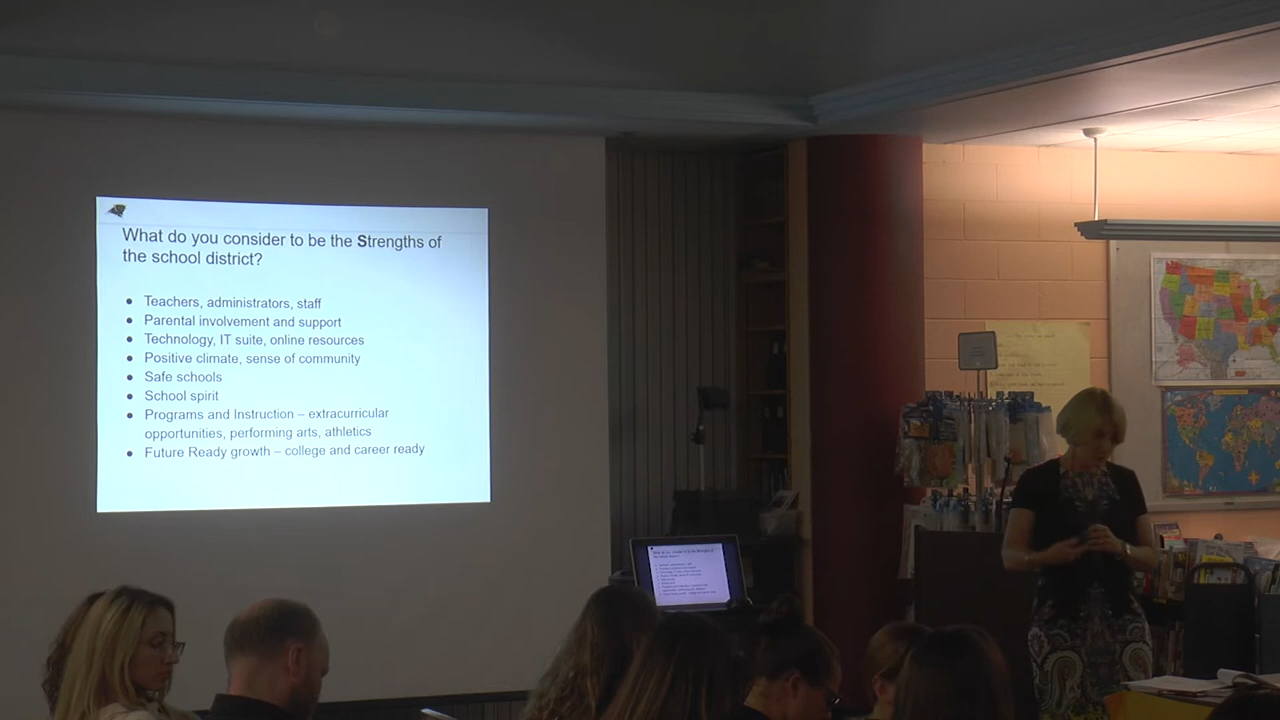 What do you consider to be the Strengths of
the school district?
● Teachers, administrators, staff
● Parental involvement and support
● Technology, IT suite, online resources
● Positive climate, sense of community
● Safe schools
● School spirit
● Programs and Instruction – extracurricular
opportunities, performing arts, athletics
● Future Ready growth – college and career ready